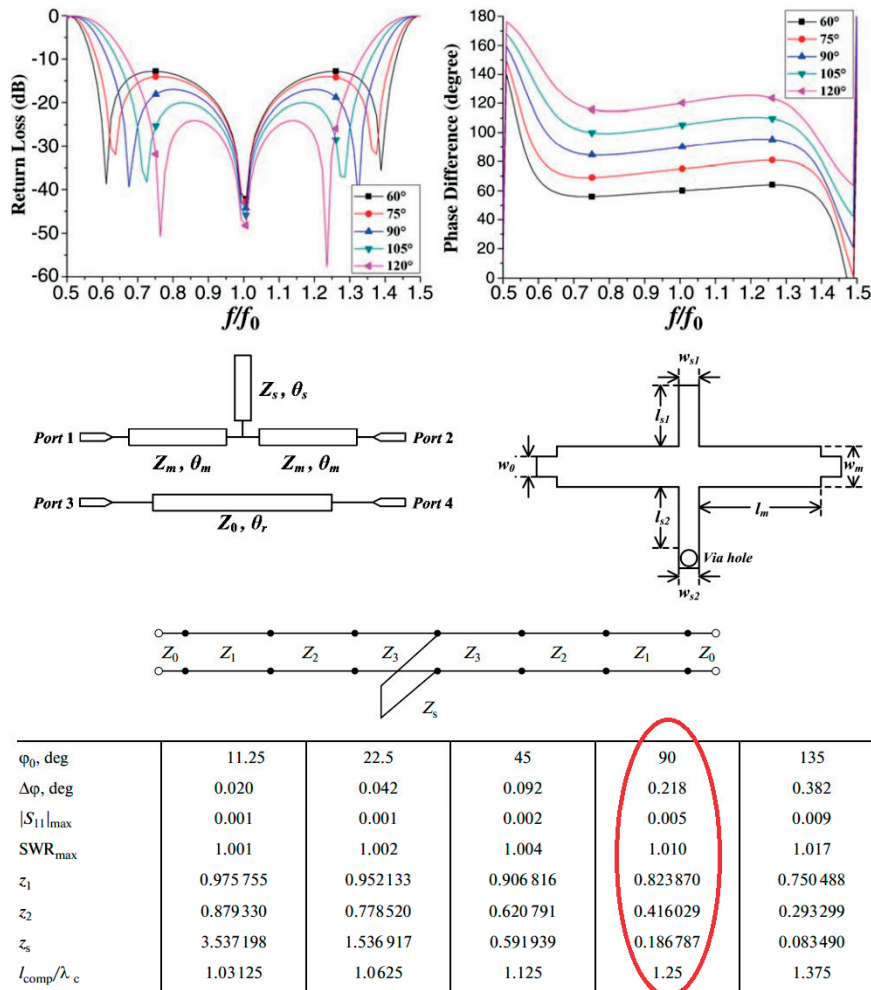 0
-10
-20
-30
-40
-50
-60
Return Loss (dB)
60°
75°
90°
105°
120°
0.5 0.6 0.7 0.8 0.9 1.0 1.1 1.2 1.3 1.4 1.5
f/f0
180
160
140
120
100
80
60
40
20
0
Phase Difference (degree)
60°
75°
90°
105°
120°
0.5 0.6 0.7 0.8 0.9 1.0 1.1 1.2 1.3 1.4 1.5
f/f0
Zs , θs
Port 1 Port 2
Zm , θm Zm , θm
Port 3 Port 4
Z0 , θr
ws1
ls1
w0 wm
ls2 lm
Via hole
ws2
Z0 Z1 Z2 Z3 Z3 Z2 Z1 Z0
Zs
φ0, deg 11.25 22.5 45 90 135
Δφ, deg 0.020 0.042 0.092 0.218 0.382
|S11|max 0.001 0.001 0.002 0.005 0.009
SWRmax 1.001 1.002 1.004 1.010 1.017
z1 0.975 755 0.952 133 0.906 816 0.823 870 0.750 488
z2 0.879 330 0.778 520 0.620 791 0.416 029 0.293 299
zs 3.537 198 1.536 917 0.591 939 0.186 787 0.083 490
lcomp/λc 1.03125 1.0625 1.125 1.25 1.375